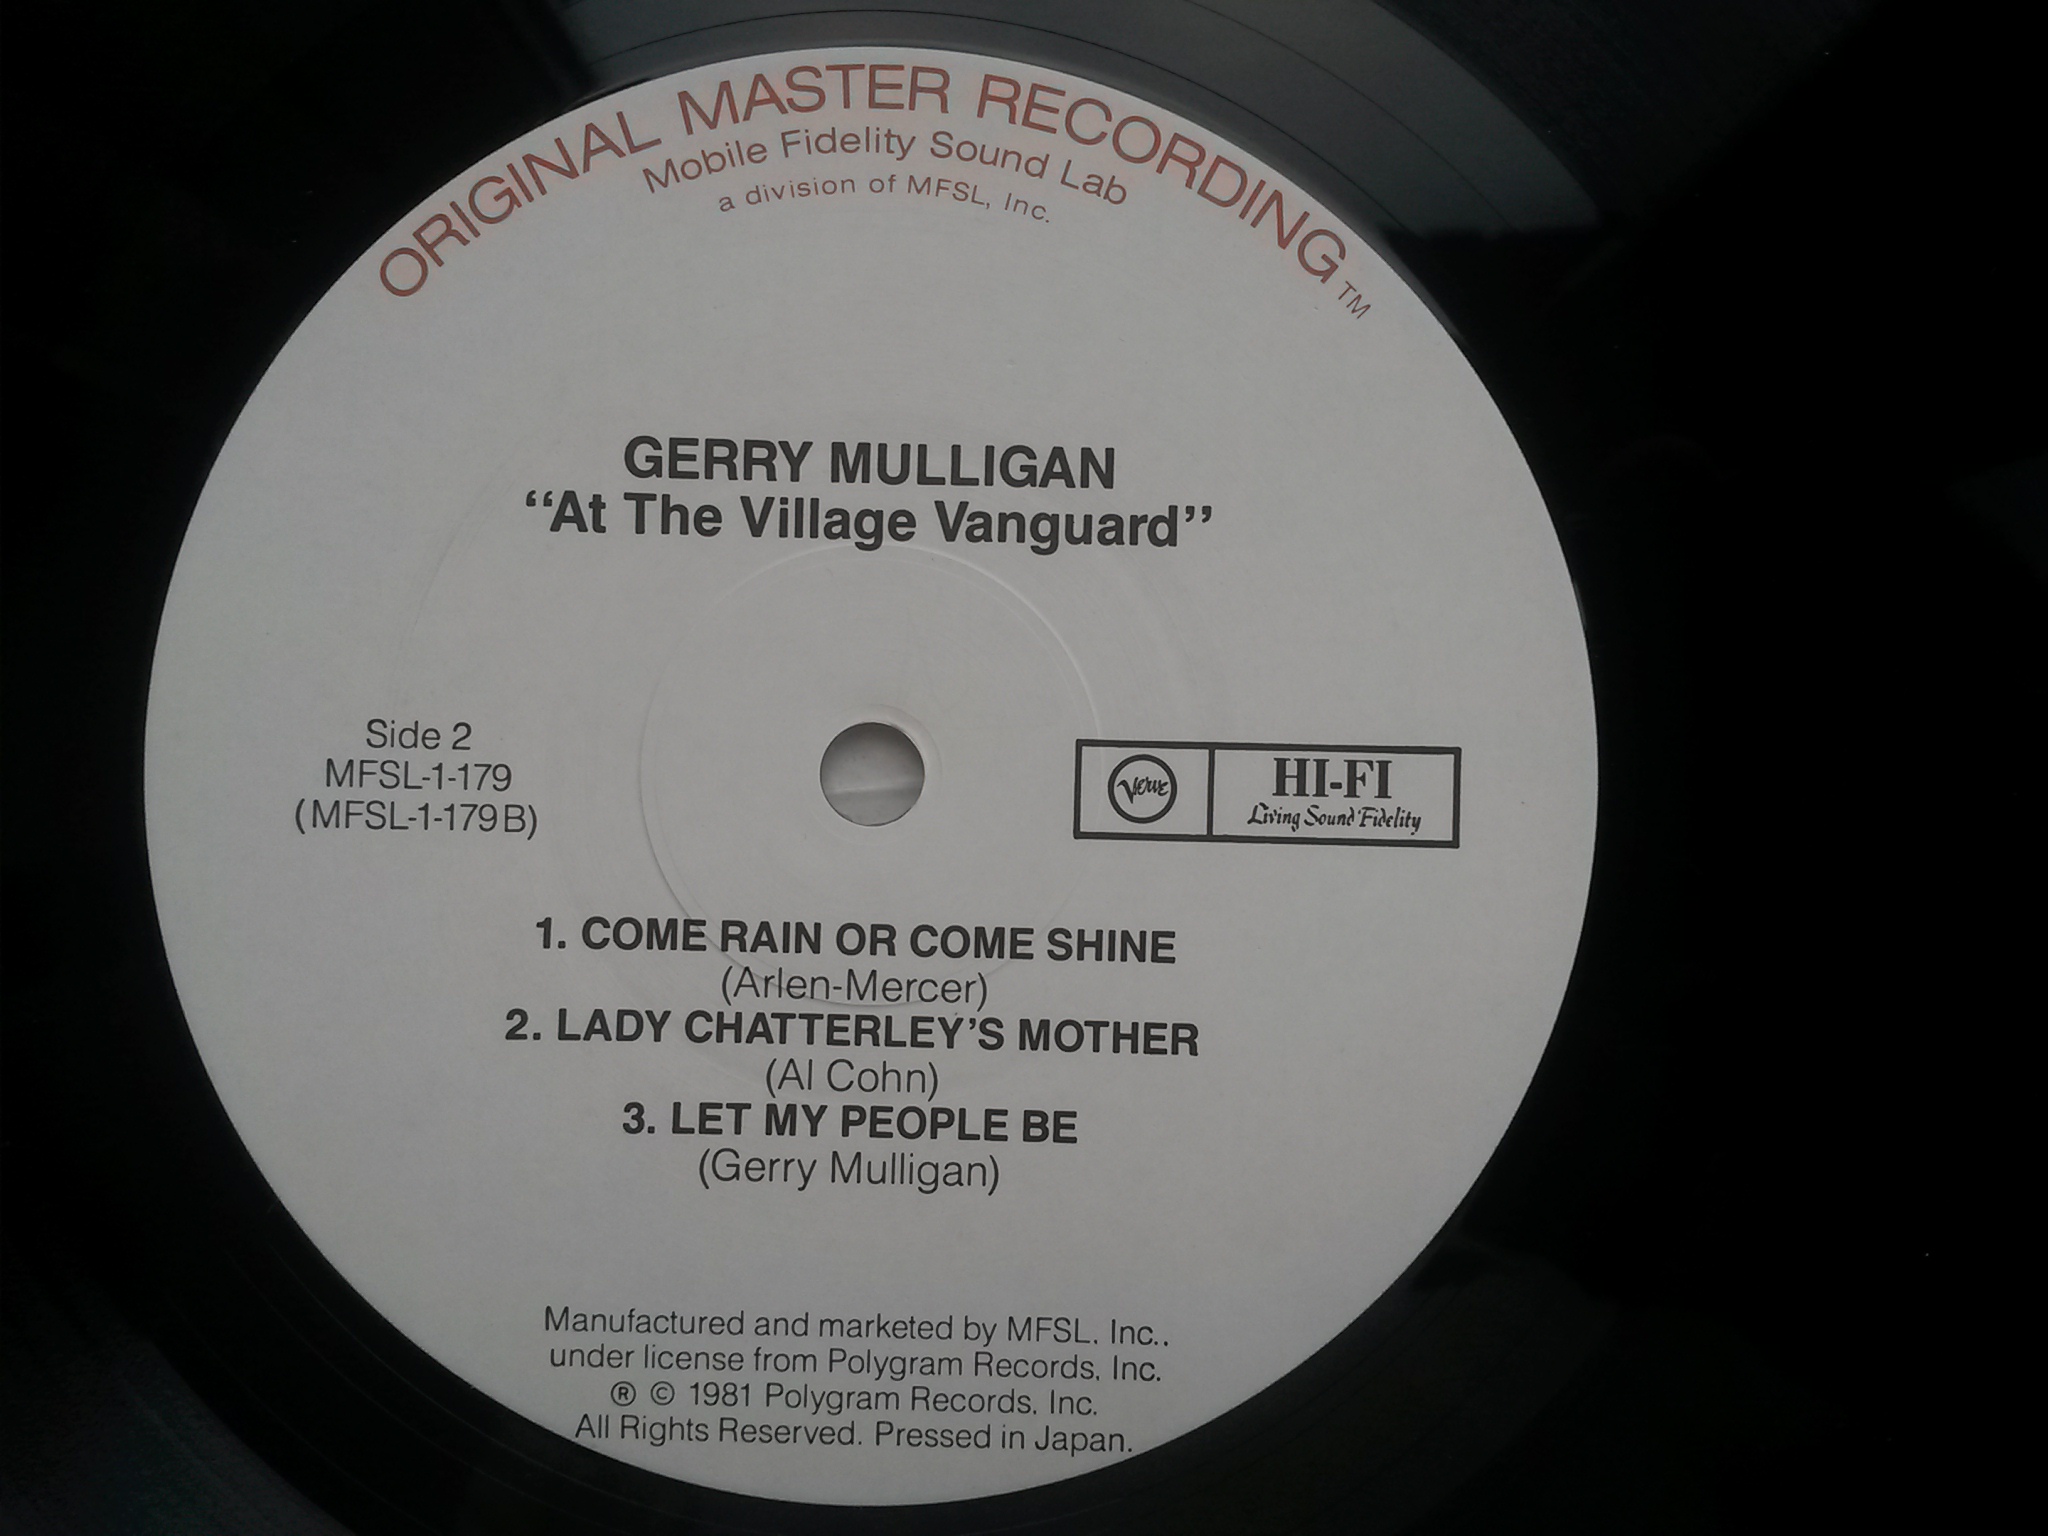 ORIGINAL MASTER RECORDING™
Mobile Fidelity Sound Lab
a division of MFSL, Inc.
GERRY MULLIGAN
“At The Village Vanguard”
Side 2
MFSL-1-179
(MFSL-1-179B)
Verve
HI-FI
Living Sound Fidelity
1. COME RAIN OR COME SHINE
(Arlen-Mercer)
2. LADY CHATTERLEY’S MOTHER
(Al Cohn)
3. LET MY PEOPLE BE
(Gerry Mulligan)
Manufactured and marketed by MFSL, Inc.,
under license from Polygram Records, Inc.
® © 1981 Polygram Records, Inc.
All Rights Reserved. Pressed in Japan.